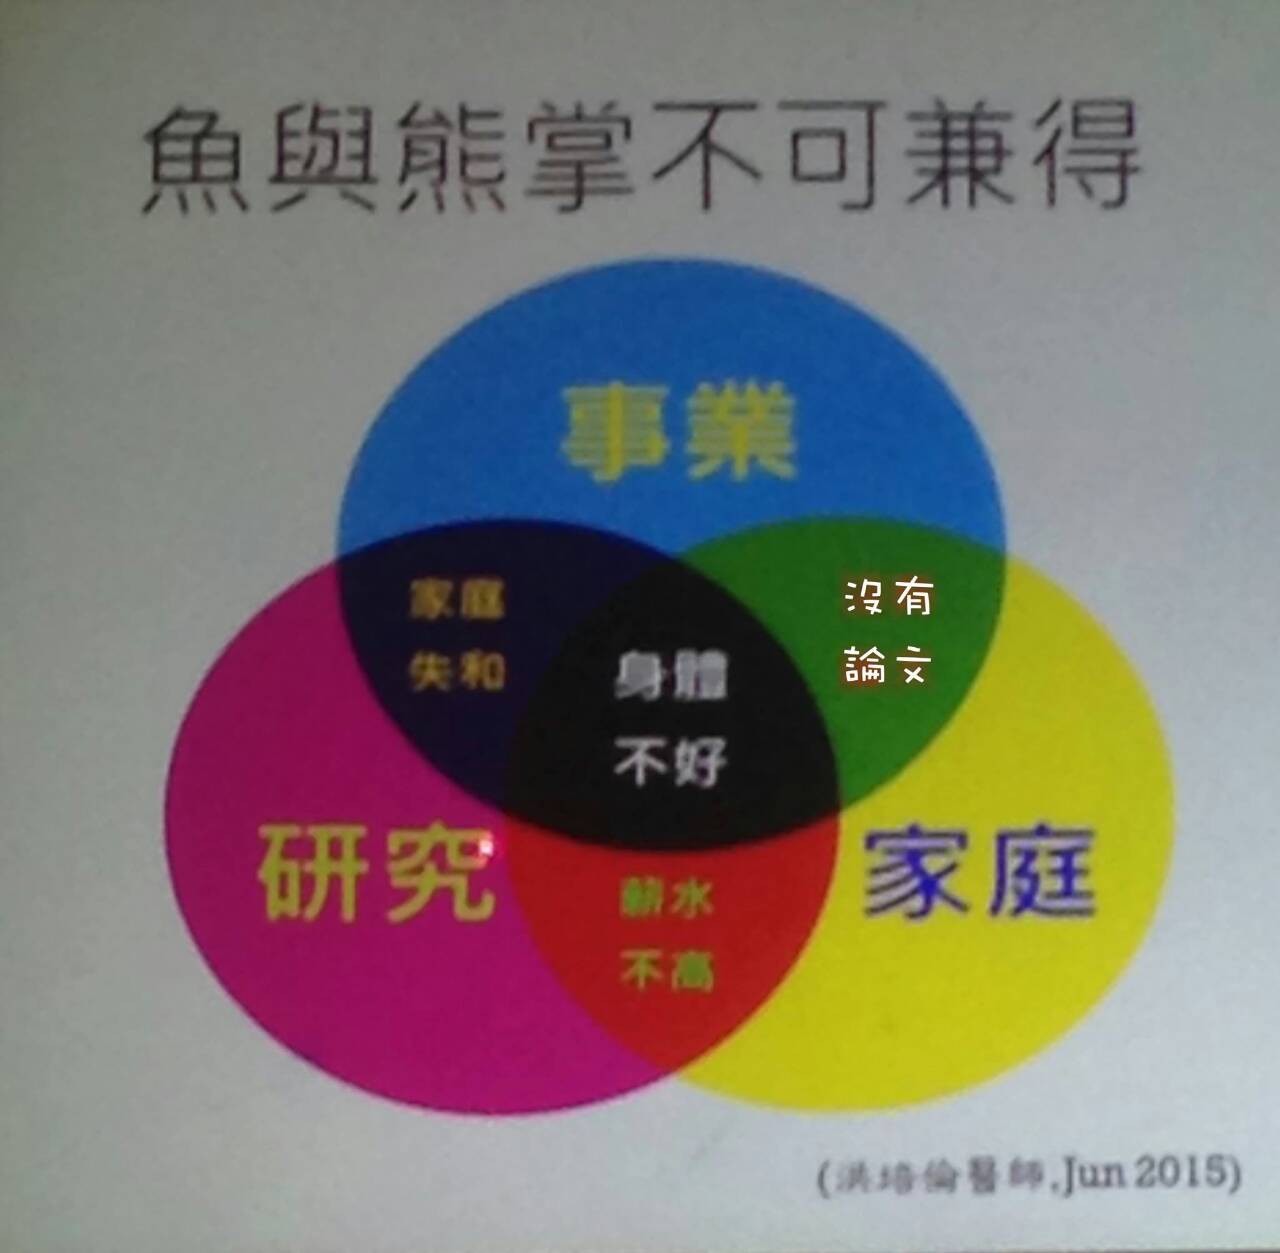 魚與熊掌不可兼得
事業
家庭
失和
沒有
論文
身體
不好
研究
家庭
薪水
不高
(洪培倫醫師,Jun 2015)